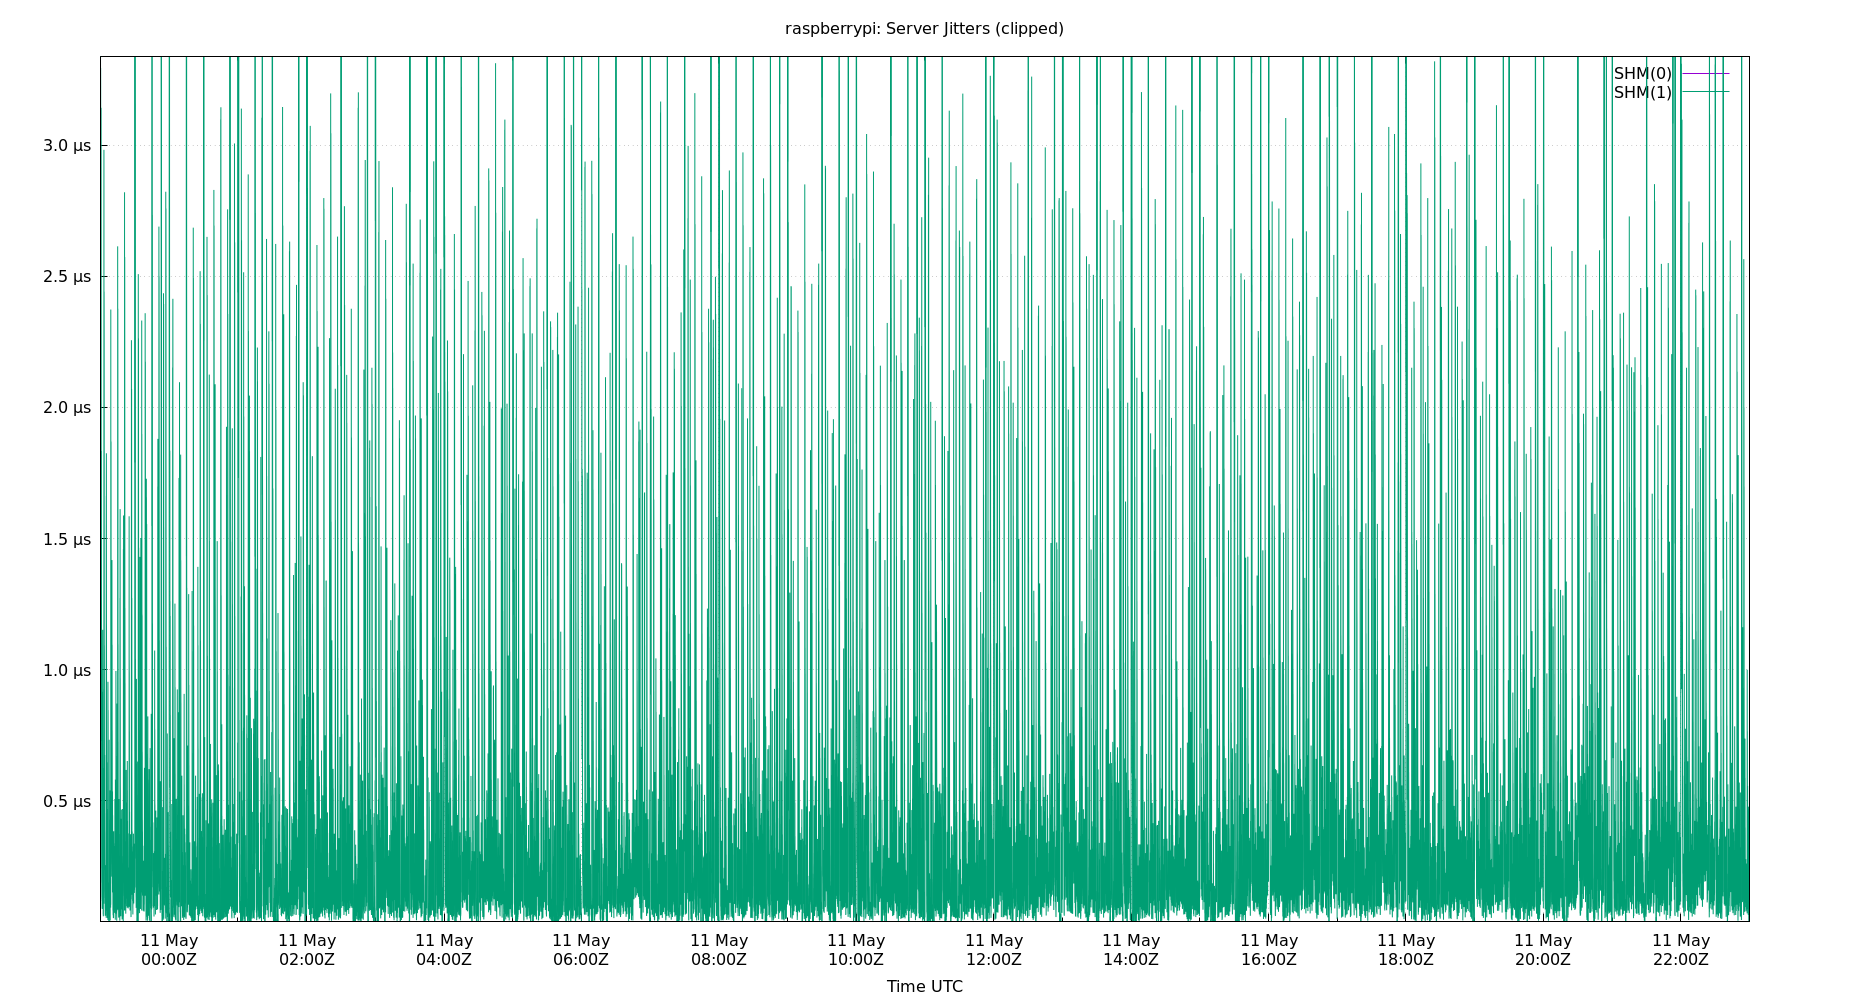 raspberrypi: Server Jitters (clipped)
SHM(0)
SHM(1)
3.0 µs
2.5 µs
2.0 µs
1.5 µs
1.0 µs
0.5 µs
11 May 11 May 11 May 11 May 11 May 11 May 11 May 11 May 11 May 11 May 11 May 11 May
00:00Z 02:00Z 04:00Z 06:00Z 08:00Z 10:00Z 12:00Z 14:00Z 16:00Z 18:00Z 20:00Z 22:00Z
Time UTC